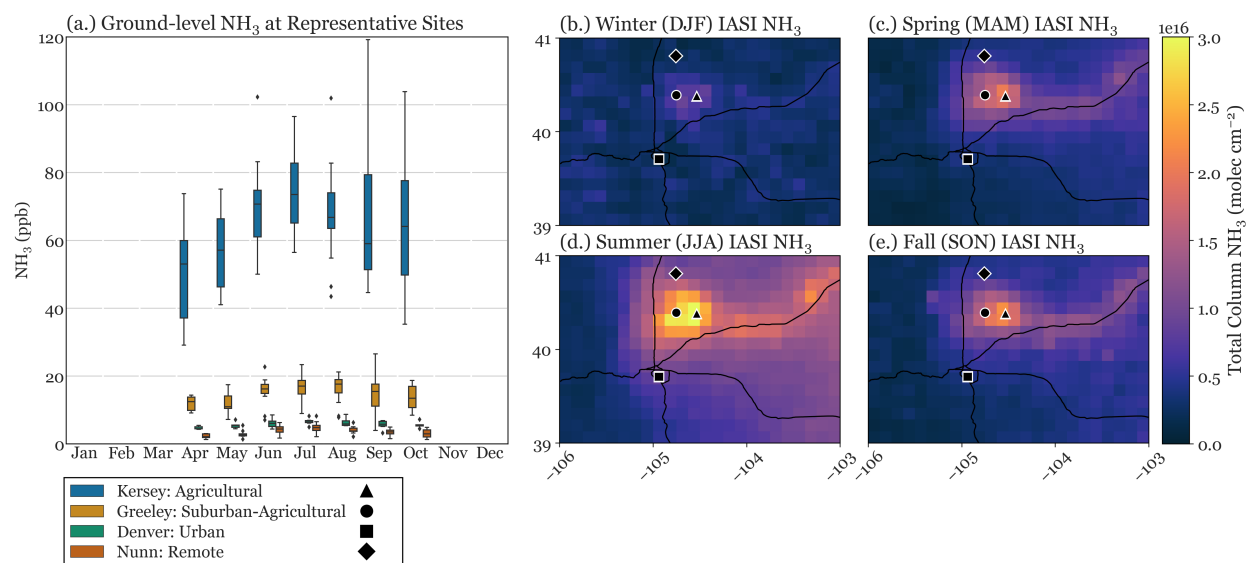 (a.) Ground-level NH₃ at Representative Sites
NH₃ (ppb)
120
100
80
60
40
20
0
Jan Feb Mar Apr May Jun Jul Aug Sep Oct Nov Dec
Kersey: Agricultural
Greeley: Suburban-Agricultural
Denver: Urban
Nunn: Remote
(b.) Winter (DJF) IASI NH₃
41
40
39
(c.) Spring (MAM) IASI NH₃
(d.) Summer (JJA) IASI NH₃
41
40
39
−106 −105 −104 −103
(e.) Fall (SON) IASI NH₃
−106 −105 −104 −103
1e16
3.0
2.5
2.0
1.5
1.0
0.5
0.0
Total Column NH₃ (molec cm⁻²)